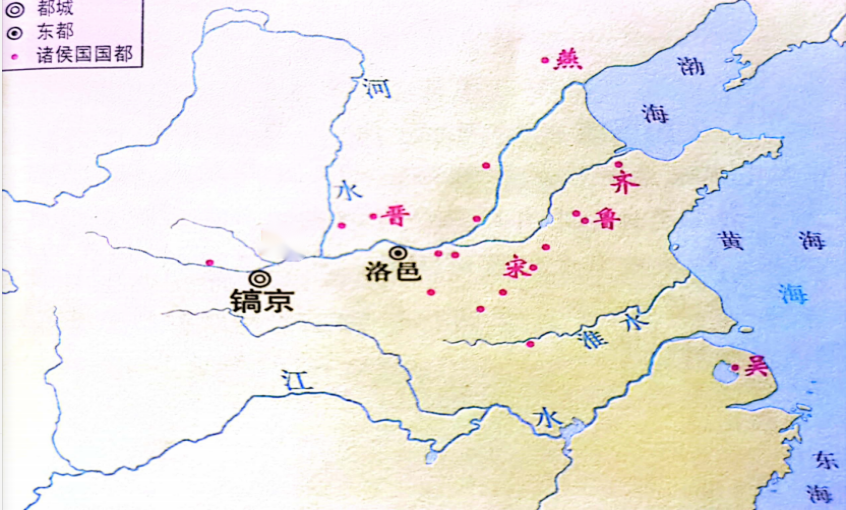 都城
东都
诸侯国国都
燕
渤
海
河
水
晋
齐
鲁
黄 海
海
洛邑
宋
镐京
淮水
吴
江
水
东
海